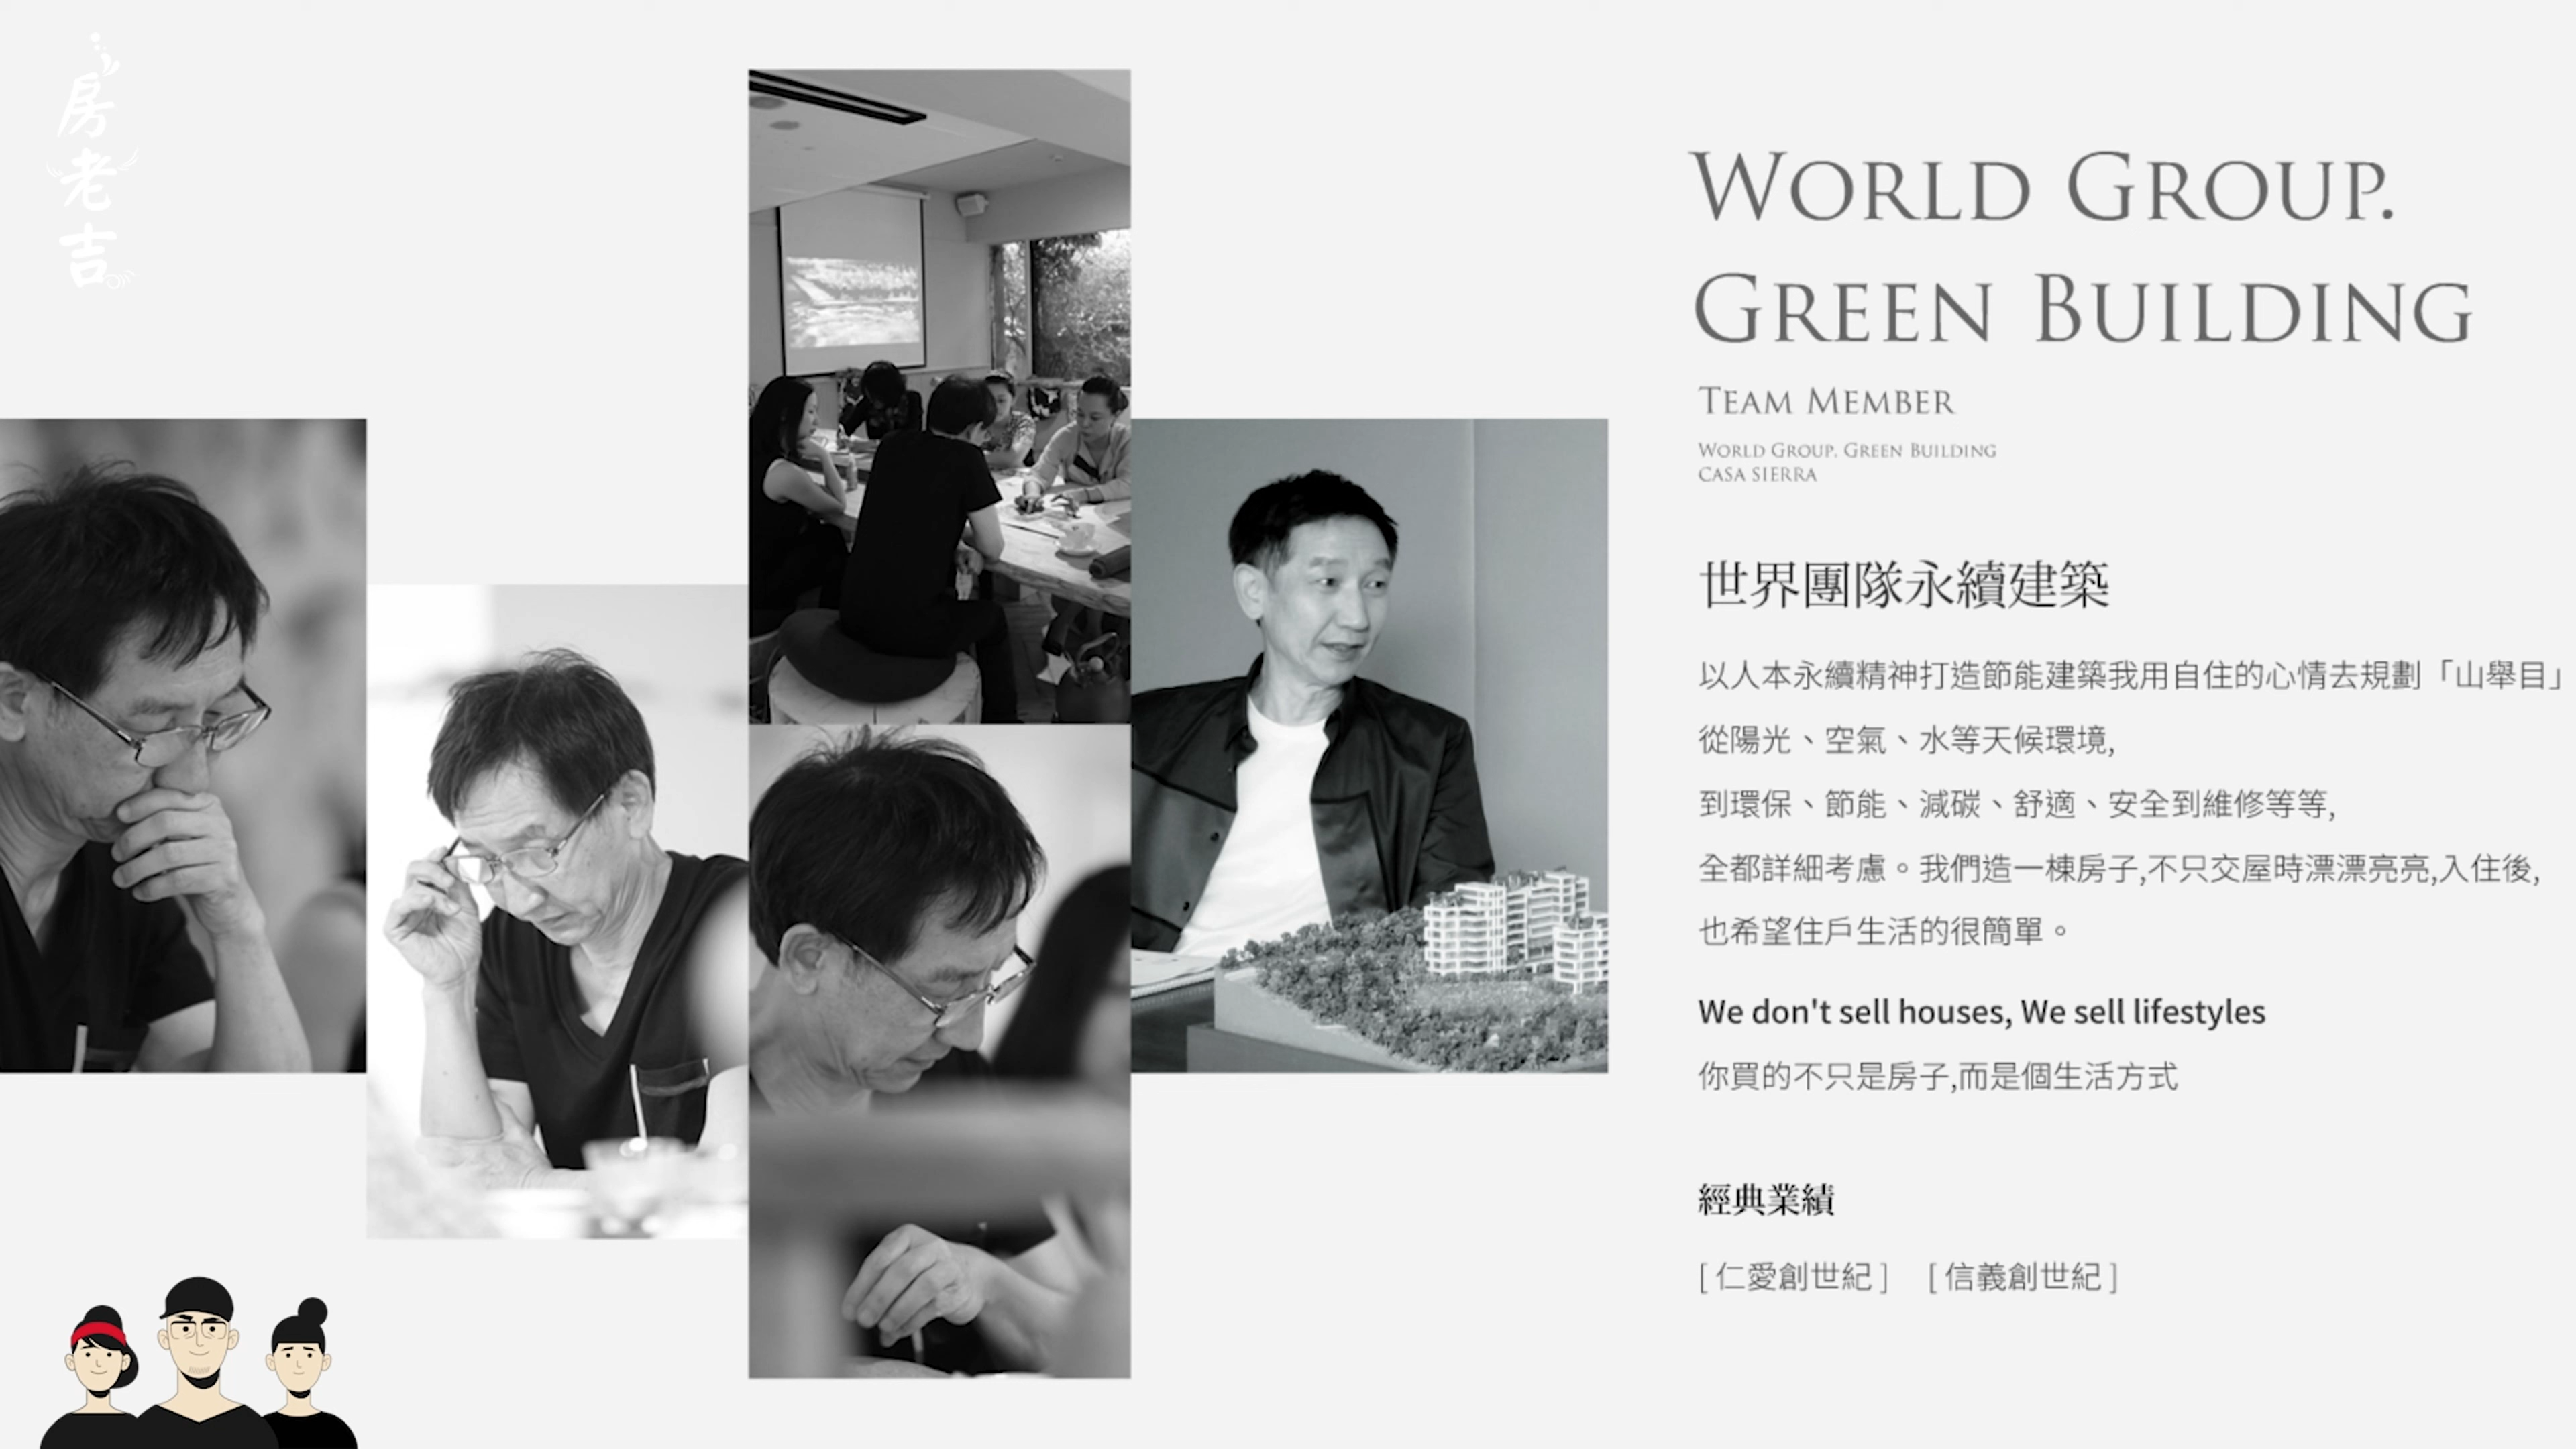 房老吉
WORLD GROUP.
GREEN BUILDING
TEAM MEMBER
WORLD GROUP. GREEN BUILDING
CASA SIERRA
世界團隊永續建築
以人本永續精神打造節能建築我用自住的心情去規劃「山舉目」
從陽光、空氣、水等天候環境,
到環保、節能、減碳、舒適、安全到維修等等,
全都詳細考慮。我們造一棟房子,不只交屋時漂漂亮亮,入住後,
也希望住戶生活的很簡單。
We don't sell houses, We sell lifestyles
你買的不只是房子,而是個生活方式
經典業績
[ 仁愛創世紀 ] [ 信義創世紀 ]